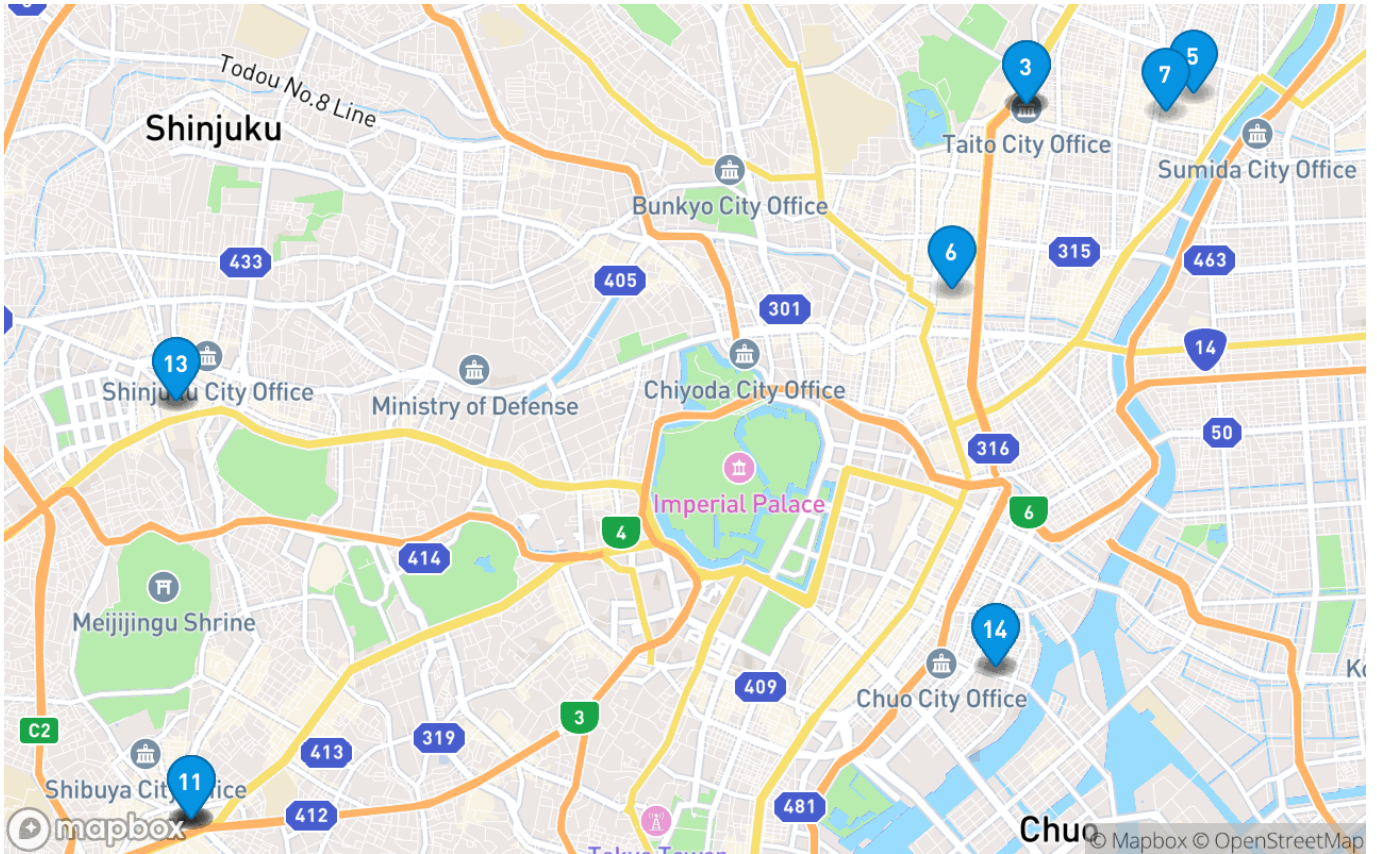 Todou No.8 Line
3
5
7
Shinjuku
Taito City Office
Sumida City Office
Bunkyo City Office
6
433
405
315
463
301
14
13
Shinju City Office
Ministry of Defense
Chiyoda City Office
50
316
Imperial Palace
6
4
414
Meijijingu Shrine
14
409
Chuo City Office
C2
3
319
413
11
Shibuya City Office
412
481
mapbox
Chuo
© Mapbox © OpenStreetMap